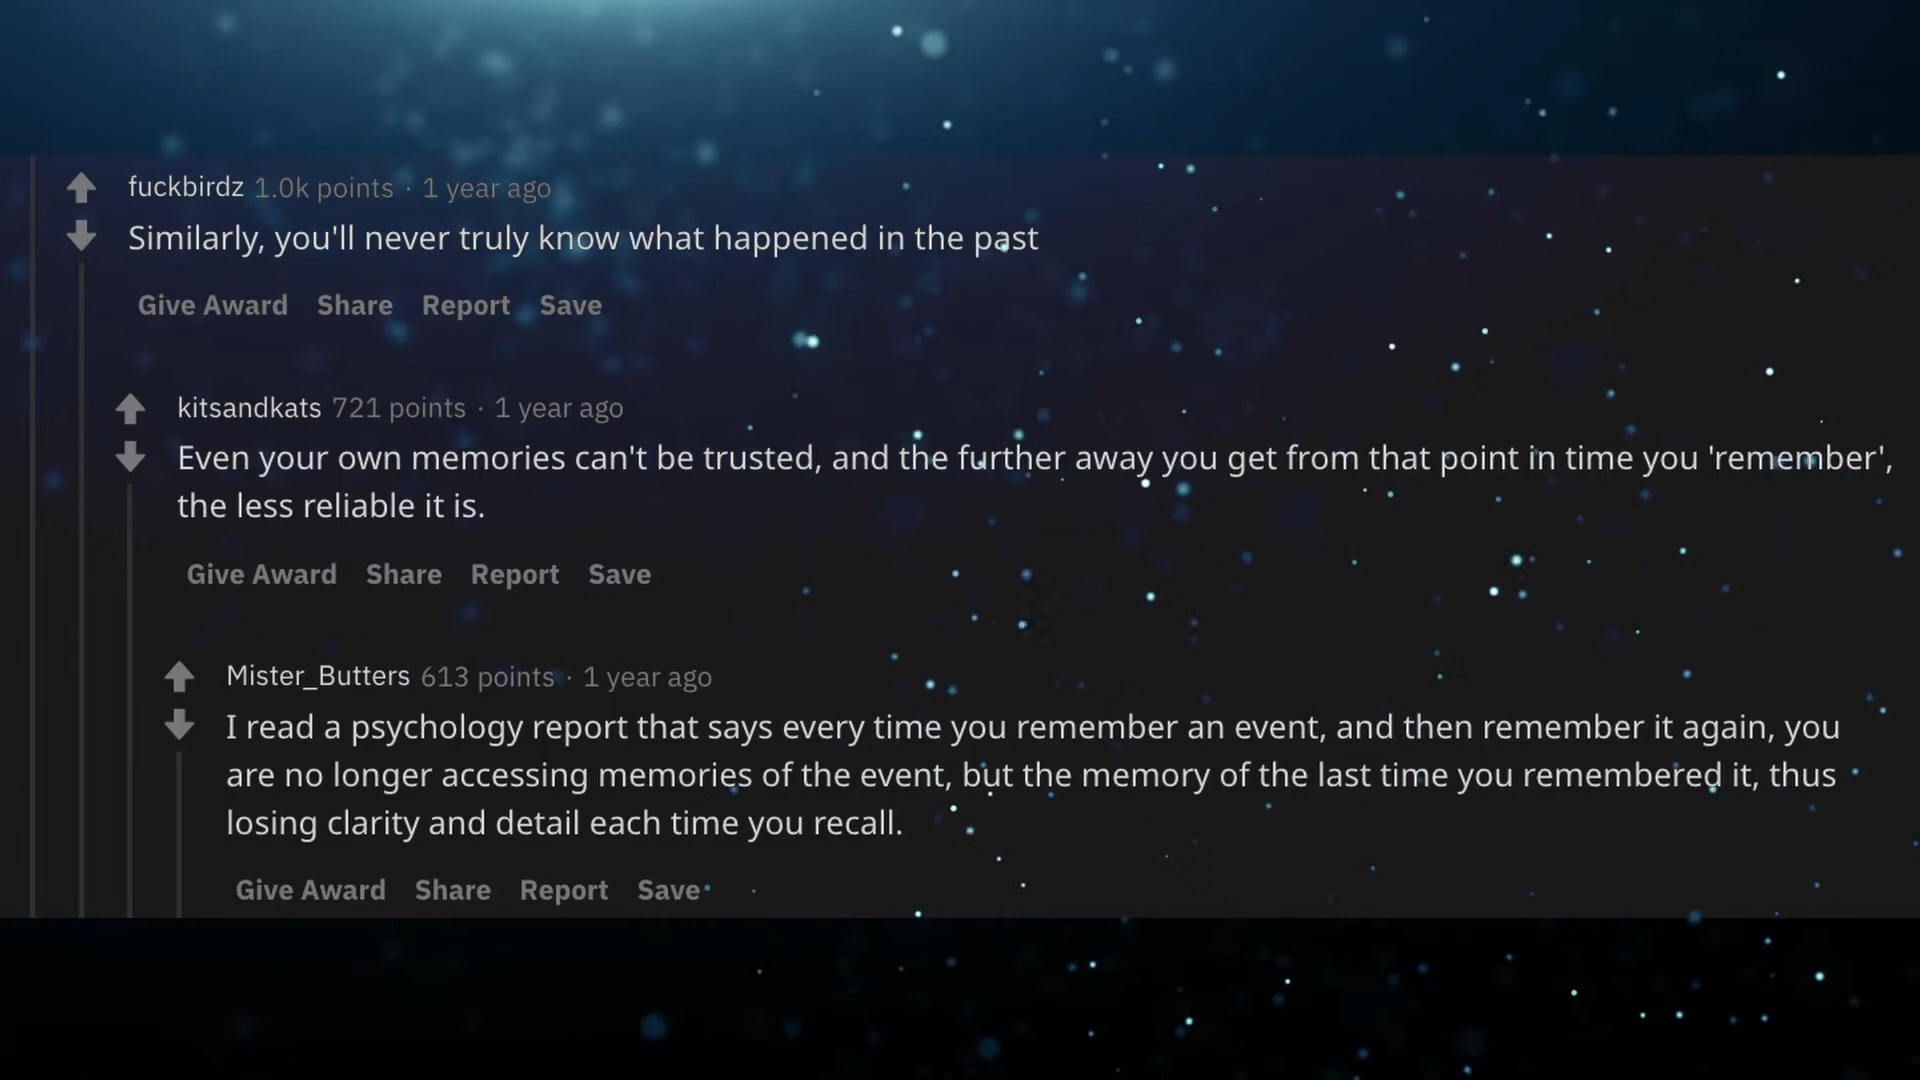 fuckbirdz 1.0k points · 1 year ago
Similarly, you'll never truly know what happened in the past
Give Award Share Report Save
kitsandkats 721 points · 1 year ago
Even your own memories can't be trusted, and the further away you get from that point in time you 'remember',
the less reliable it is.
Give Award Share Report Save
Mister_Butters 613 points · 1 year ago
I read a psychology report that says every time you remember an event, and then remember it again, you
are no longer accessing memories of the event, but the memory of the last time you remembered it, thus
losing clarity and detail each time you recall.
Give Award Share Report Save